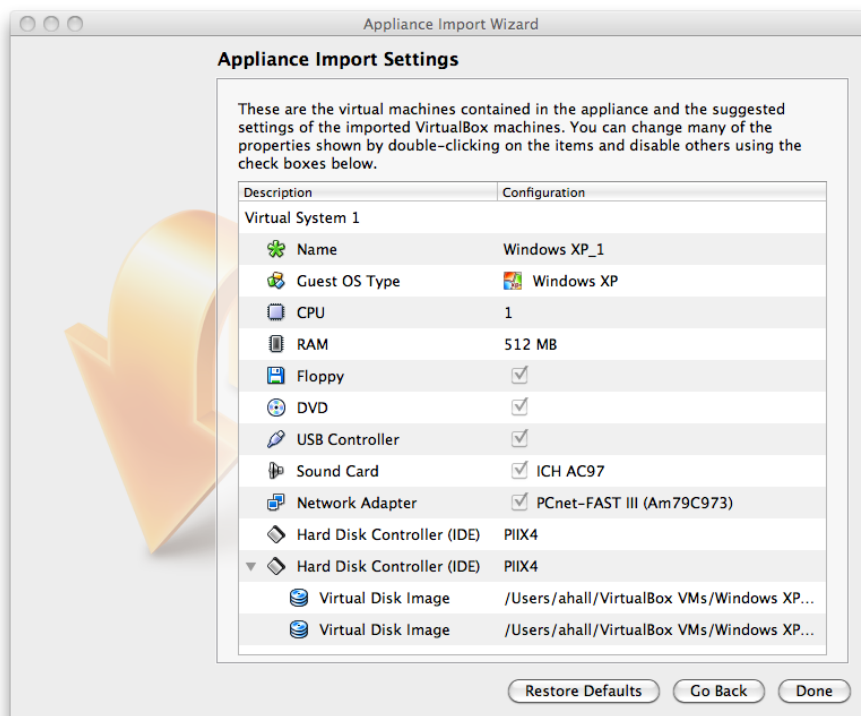 Appliance Import Wizard
Appliance Import Settings
These are the virtual machines contained in the appliance and the suggested
settings of the imported VirtualBox machines. You can change many of the
properties shown by double-clicking on the items and disable others using the
check boxes below.
Description Configuration
Virtual System 1
Name Windows XP_1
Guest OS Type Windows XP
CPU 1
RAM 512 MB
Floppy
DVD
USB Controller
Sound Card ICH AC97
Network Adapter PCnet-FAST III (Am79C973)
Hard Disk Controller (IDE) PIIX4
Hard Disk Controller (IDE) PIIX4
Virtual Disk Image /Users/ahall/VirtualBox VMs/Windows XP...
Virtual Disk Image /Users/ahall/VirtualBox VMs/Windows XP...
Restore Defaults Go Back Done